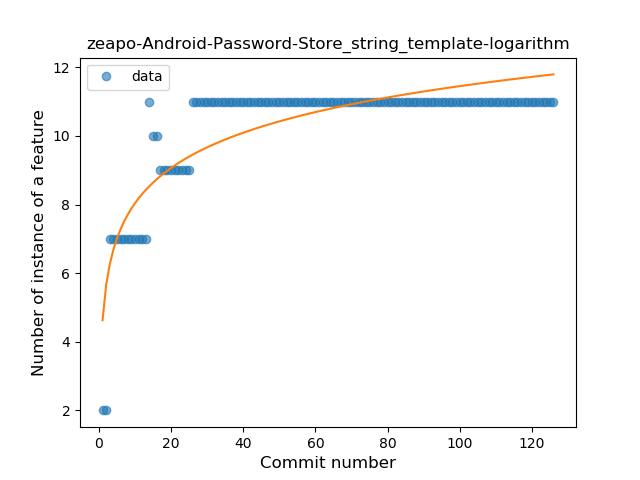 zeapo-Android-Password-Store_string_template-logarithm
data
Number of instance of a feature
12
10
8
6
4
2
0 20 40 60 80 100 120
Commit number